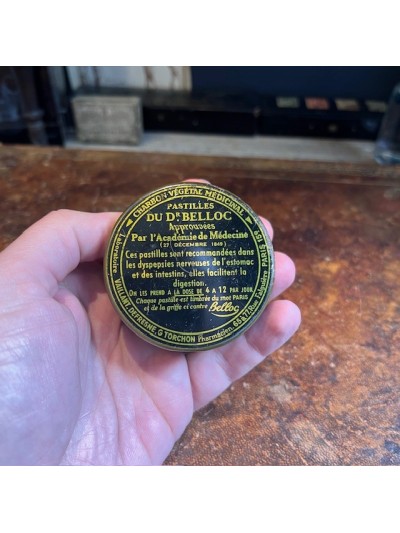 CHARBON VÉGÉTAL MÉDICINAL
PASTILLES
DU DR BELLOC
Approuvées
Par l'Académie de Médecine
(27 DÉCEMBRE 1849)
Ces pastilles sont recommandées dans
les dyspepsies nerveuses de l'estomac
et des intestins, elles facilitent la
digestion.
ON LES PREND A LA DOSE DE 4 A 12 PAR JOUR
Chaque pastille est timbrée du mot PARIS
et de la griffe ci contre Belloc
Laboratoire VAILLANT, DEFRESNE, G TORCHON Pharmacien,
PARIS